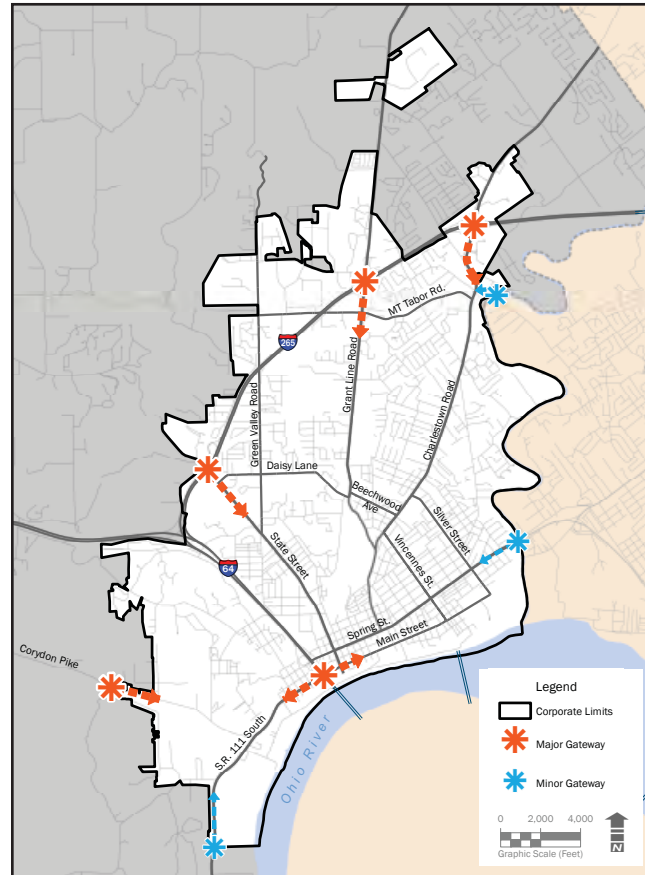 MT Tabor Rd.
265
Grant Line Road
Green Valley Road
Charlestown Road
Daisy Lane
Beechwood
Ave
Silver Street
State Street
Vincennes St.
64
Spring St.
Main Street
Corydon Pike
S.R. 111 South
Ohio River
Legend
Corporate Limits
Major Gateway
Minor Gateway
0 2,000 4,000
Graphic Scale (Feet)
N